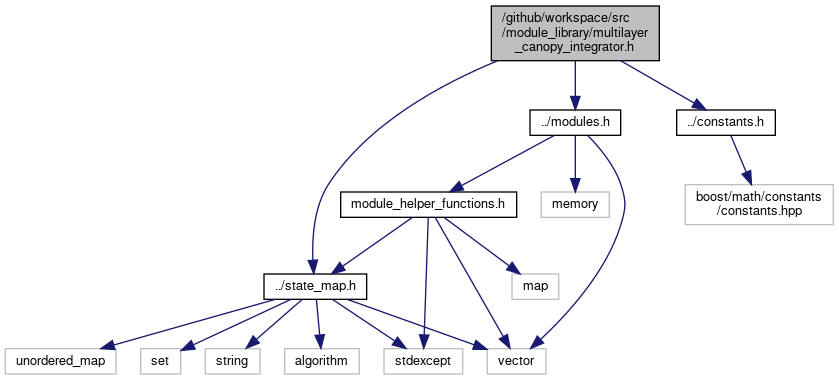 /github/workspace/src
/module_library/multilayer
_canopy_integrator.h
../modules.h
../constants.h
module_helper_functions.h
memory
boost/math/constants
/constants.hpp
../state_map.h
map
unordered_map
set
string
algorithm
stdexcept
vector